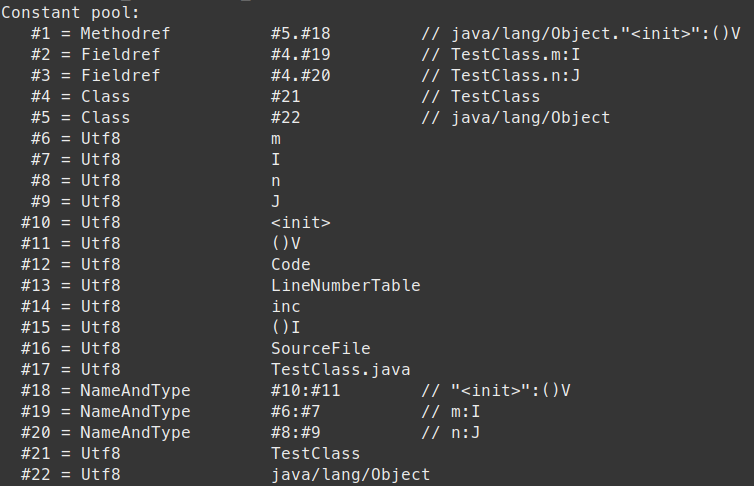 Constant pool:
#1 = Methodref #5.#18 // java/lang/Object."<init>":()V
#2 = Fieldref #4.#19 // TestClass.m:I
#3 = Fieldref #4.#20 // TestClass.n:J
#4 = Class #21 // TestClass
#5 = Class #22 // java/lang/Object
#6 = Utf8 m
#7 = Utf8 I
#8 = Utf8 n
#9 = Utf8 J
#10 = Utf8 <init>
#11 = Utf8 ()V
#12 = Utf8 Code
#13 = Utf8 LineNumberTable
#14 = Utf8 inc
#15 = Utf8 ()I
#16 = Utf8 SourceFile
#17 = Utf8 TestClass.java
#18 = NameAndType #10:#11 // "<init>":()V
#19 = NameAndType #6:#7 // m:I
#20 = NameAndType #8:#9 // n:J
#21 = Utf8 TestClass
#22 = Utf8 java/lang/Object